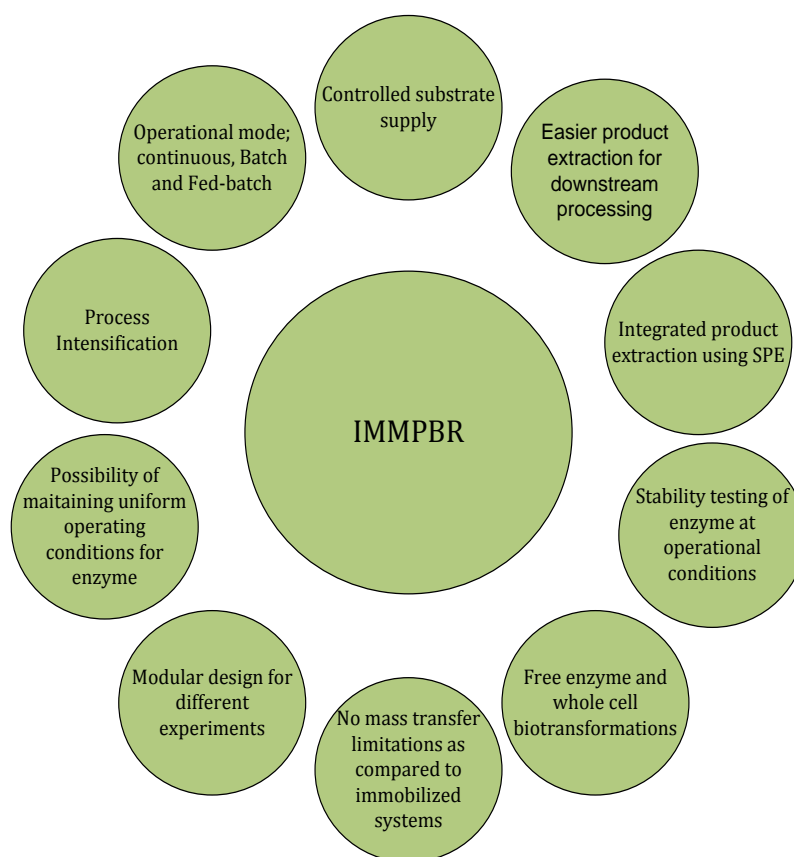 Controlled substrate
supply
Easier product
extraction for
downstream
processing
Integrated product
extraction using SPE
Stability testing of
enzyme at
operational
conditions
Free enzyme and
whole cell
biotransformations
No mass transfer
limitations as
compared to
immobilized
systems
Modular design for
different
experiments
Possibility of
maitaining uniform
operating
conditions for
enzyme
Process
Intensification
Operational mode;
continuous, Batch
and Fed-batch
IMMPBR